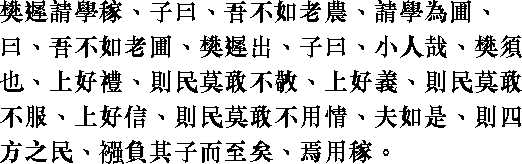 樊遲請學稼、子曰、吾不如老農、請學為圃、
曰、吾不如老圃、樊遲出、子曰、小人哉、樊須
也、上好禮、則民莫敢不敬、上好義、則民莫敢
不服、上好信、則民莫敢不用情、夫如是、則四
方之民、襁負其子而至矣、焉用稼。